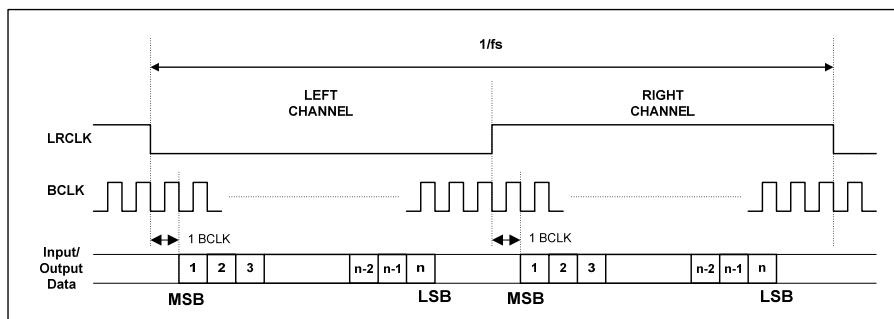 1/fs
LEFT
CHANNEL
RIGHT
CHANNEL
LRCLK
BCLK
1 BCLK
1 BCLK
Input/
Output
Data
1 2 3 n-2 n-1 n 1 2 3 n-2 n-1 n
MSB LSB MSB LSB